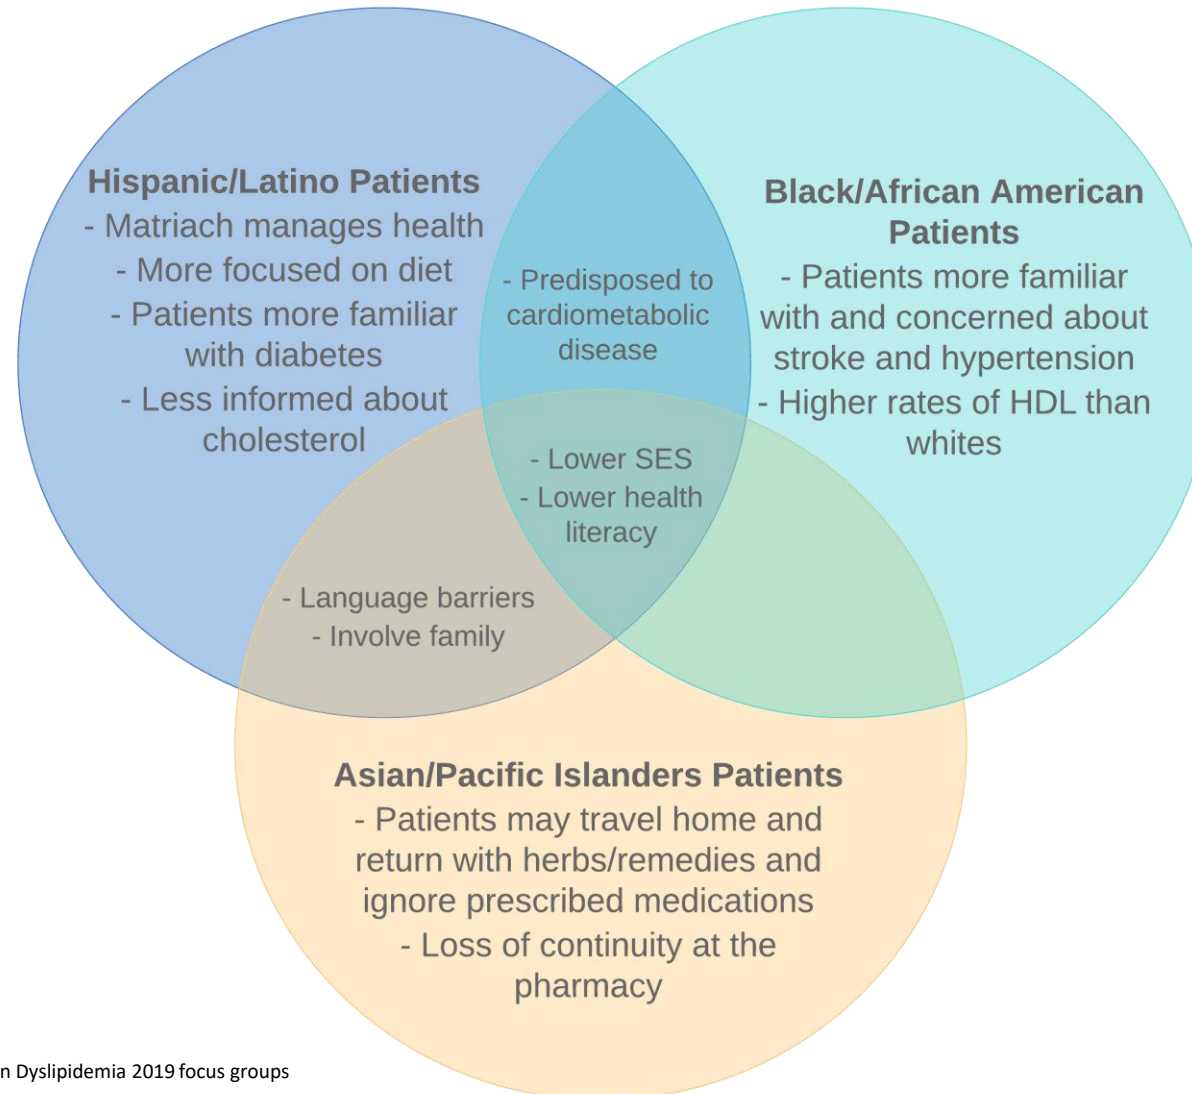 Hispanic/Latino Patients
- Matriach manages health
- More focused on diet
- Patients more familiar
with diabetes
- Less informed about
cholesterol
- Predisposed to
cardiometabolic
disease
Black/African American
Patients
- Patients more familiar
with and concerned about
stroke and hypertension
- Higher rates of HDL than
whites
- Lower SES
- Lower health
literacy
- Language barriers
- Involve family
Asian/Pacific Islanders Patients
- Patients may travel home and
return with herbs/remedies and
ignore prescribed medications
- Loss of continuity at the
pharmacy
n Dyslipidemia 2019 focus groups